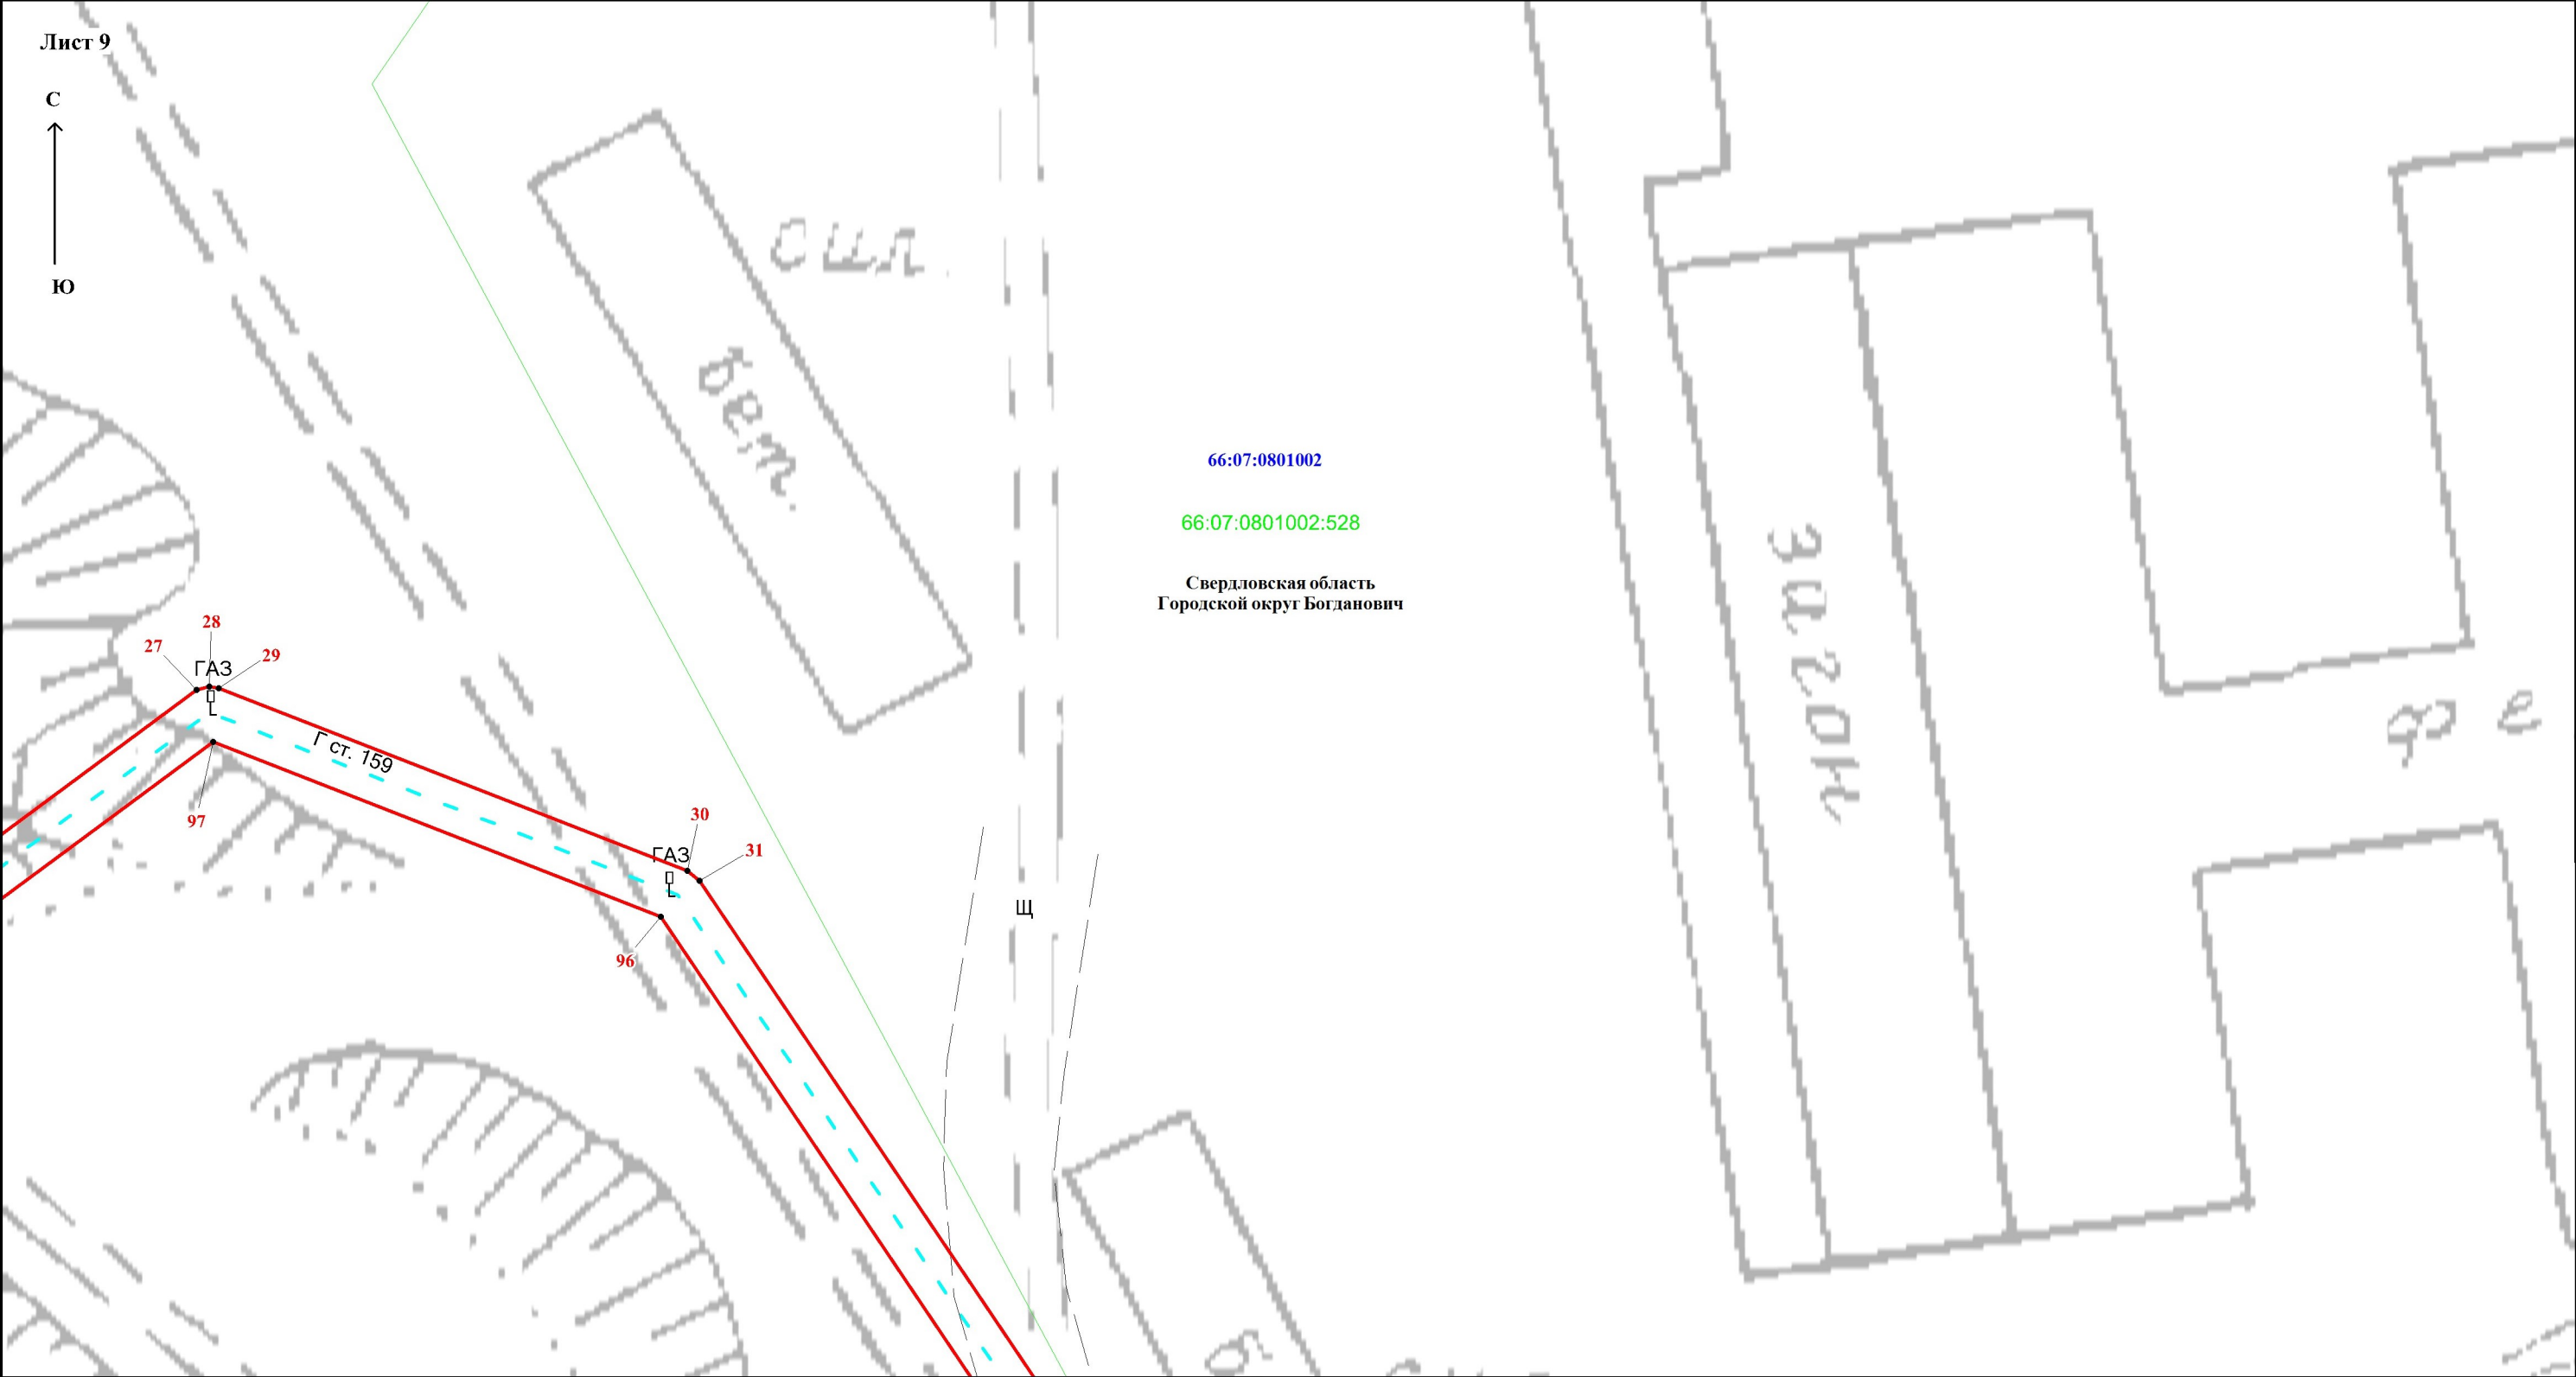 Лист 9
С
Ю
сил.
бет.
66:07:0801002
66:07:0801002:528
Свердловская область
Городской округ Богданович
загон
28
27
29
ГАЗ
Г ст. 159
97
30
ГАЗ
31
96
Щ
ф е
б